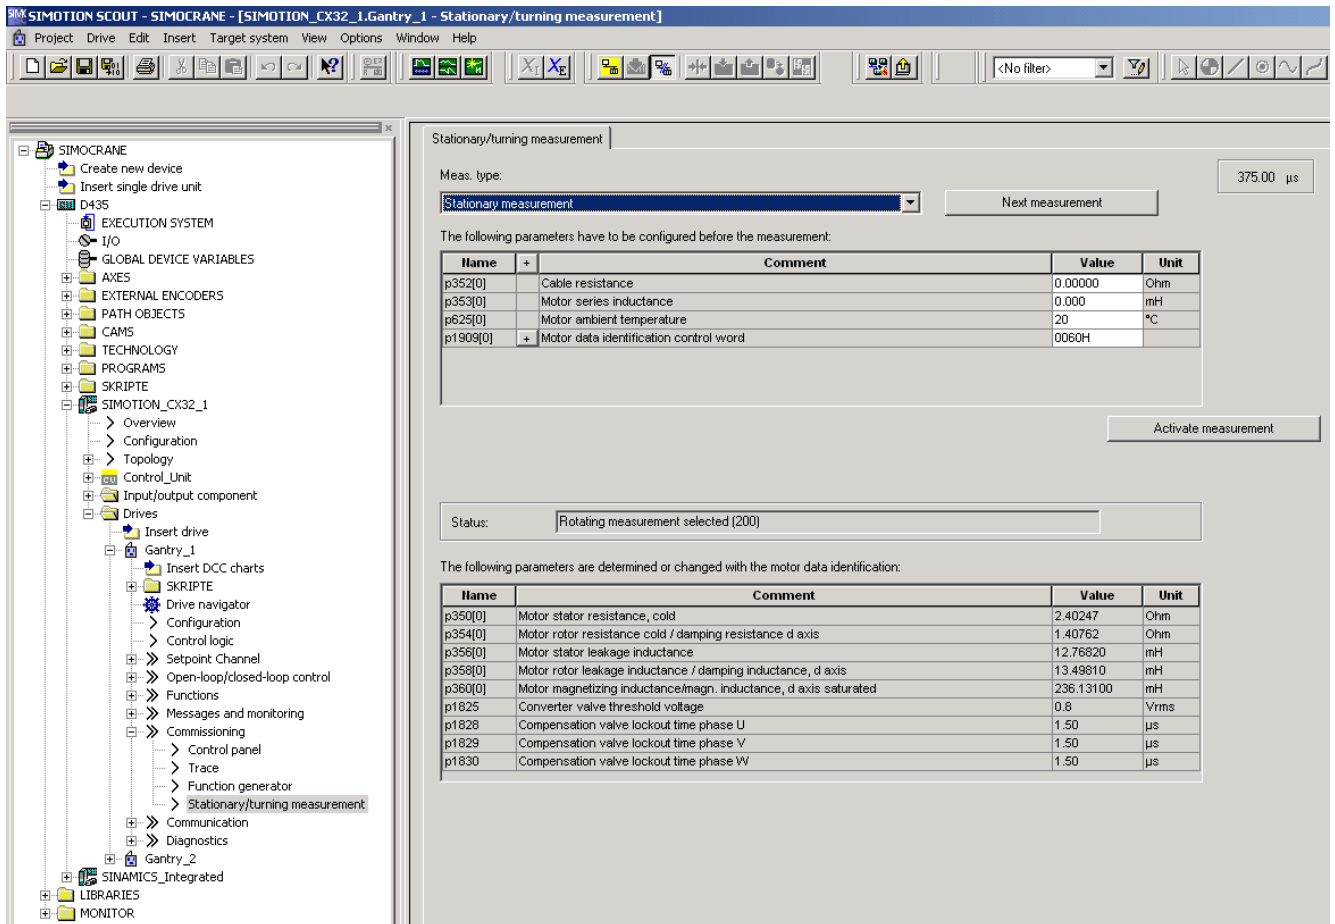 SIMOTION SCOUT - SIMOCRANE - [SIMOTION_CX32_1.Gantry_1 - Stationary/turning measurement]
Project Drive Edit Insert Target system View Options Window Help
<No filter>
SIMOCRANE
Create new device
Insert single drive unit
D435
EXECUTION SYSTEM
I/O
GLOBAL DEVICE VARIABLES
AXES
EXTERNAL ENCODERS
PATH OBJECTS
CAMS
TECHNOLOGY
PROGRAMS
SKRIPTE
SIMOTION_CX32_1
Overview
Configuration
Topology
Control_Unit
Input/output component
Drives
Insert drive
Gantry_1
Insert DCC charts
SKRIPTE
Drive navigator
Configuration
Control logic
Setpoint Channel
Open-loop/closed-loop control
Functions
Messages and monitoring
Commissioning
Control panel
Trace
Function generator
Stationary/turning measurement
Communication
Diagnostics
Gantry_2
SINAMICS_Integrated
LIBRARIES
MONITOR
Stationary/turning measurement
Meas. type:
375.00 µs
Stationary measurement
Next measurement
The following parameters have to be configured before the measurement:
Name + Comment Value Unit
p352[0] Cable resistance 0.00000 Ohm
p353[0] Motor series inductance 0.000 mH
p625[0] Motor ambient temperature 20 °C
p1909[0] + Motor data identification control word 0060H
Activate measurement
Status: Rotating measurement selected (200)
The following parameters are determined or changed with the motor data identification:
Name Comment Value Unit
p350[0] Motor stator resistance, cold 2.40247 Ohm
p354[0] Motor rotor resistance cold / damping resistance d axis 1.40762 Ohm
p356[0] Motor stator leakage inductance 12.76820 mH
p358[0] Motor rotor leakage inductance / damping inductance, d axis 13.49810 mH
p360[0] Motor magnetizing inductance/magn. inductance, d axis saturated 236.13100 mH
p1825 Converter valve threshold voltage 0.8 Vrms
p1828 Compensation valve lockout time phase U 1.50 µs
p1829 Compensation valve lockout time phase V 1.50 µs
p1830 Compensation valve lockout time phase W 1.50 µs